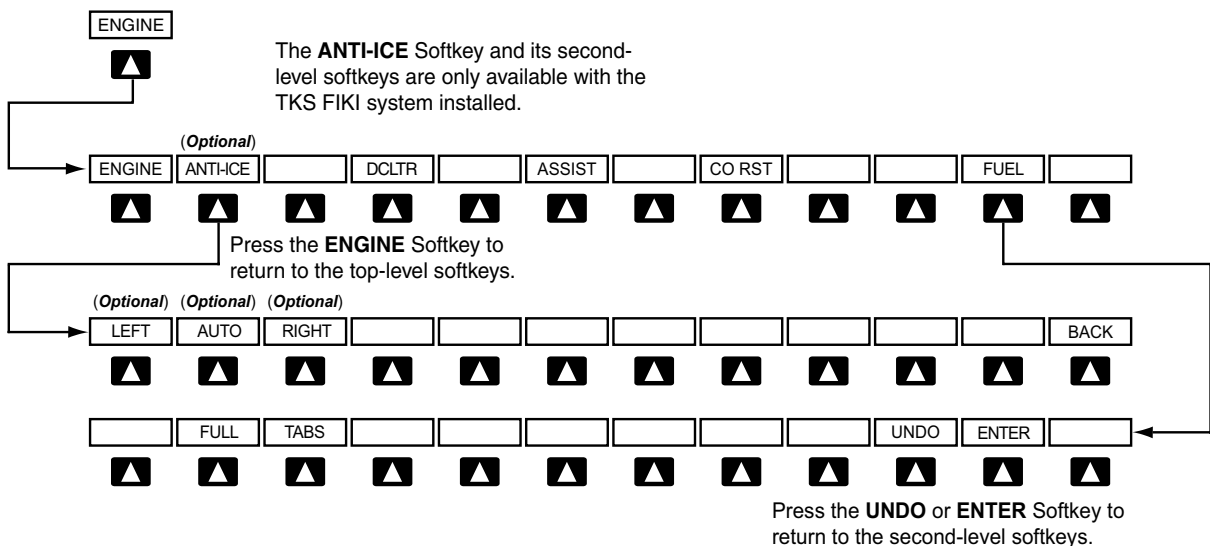 ENGINE
The ANTI-ICE Softkey and its second-
level softkeys are only available with the
TKS FIKI system installed.
(Optional)
ENGINE ANTI-ICE DCLTR ASSIST CO RST FUEL
Press the ENGINE Softkey to
return to the top-level softkeys.
(Optional) (Optional) (Optional)
LEFT AUTO RIGHT BACK
FULL TABS UNDO ENTER
Press the UNDO or ENTER Softkey to
return to the second-level softkeys.